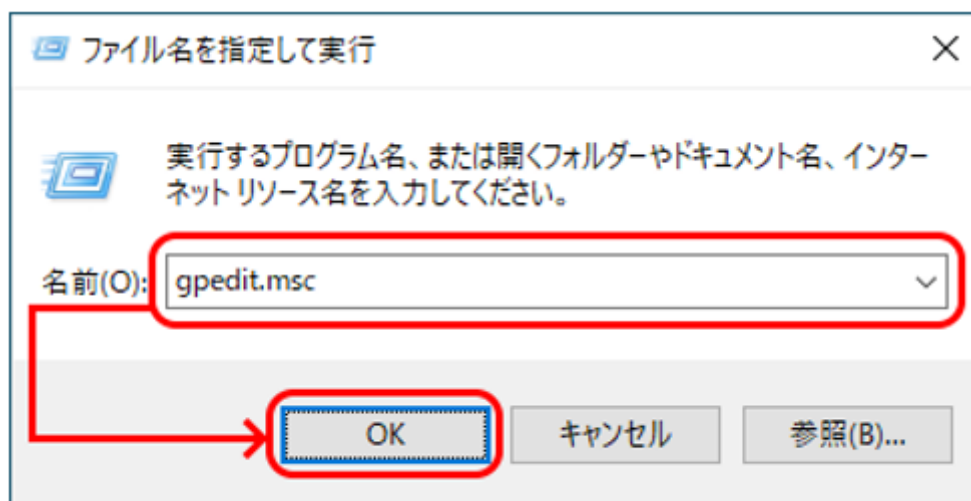 ファイル名を指定して実行
実行するプログラム名、または開くフォルダーやドキュメント名、インター
ネット リソース名を入力してください。
名前(O): gpedit.msc
OK キャンセル 参照(B)...